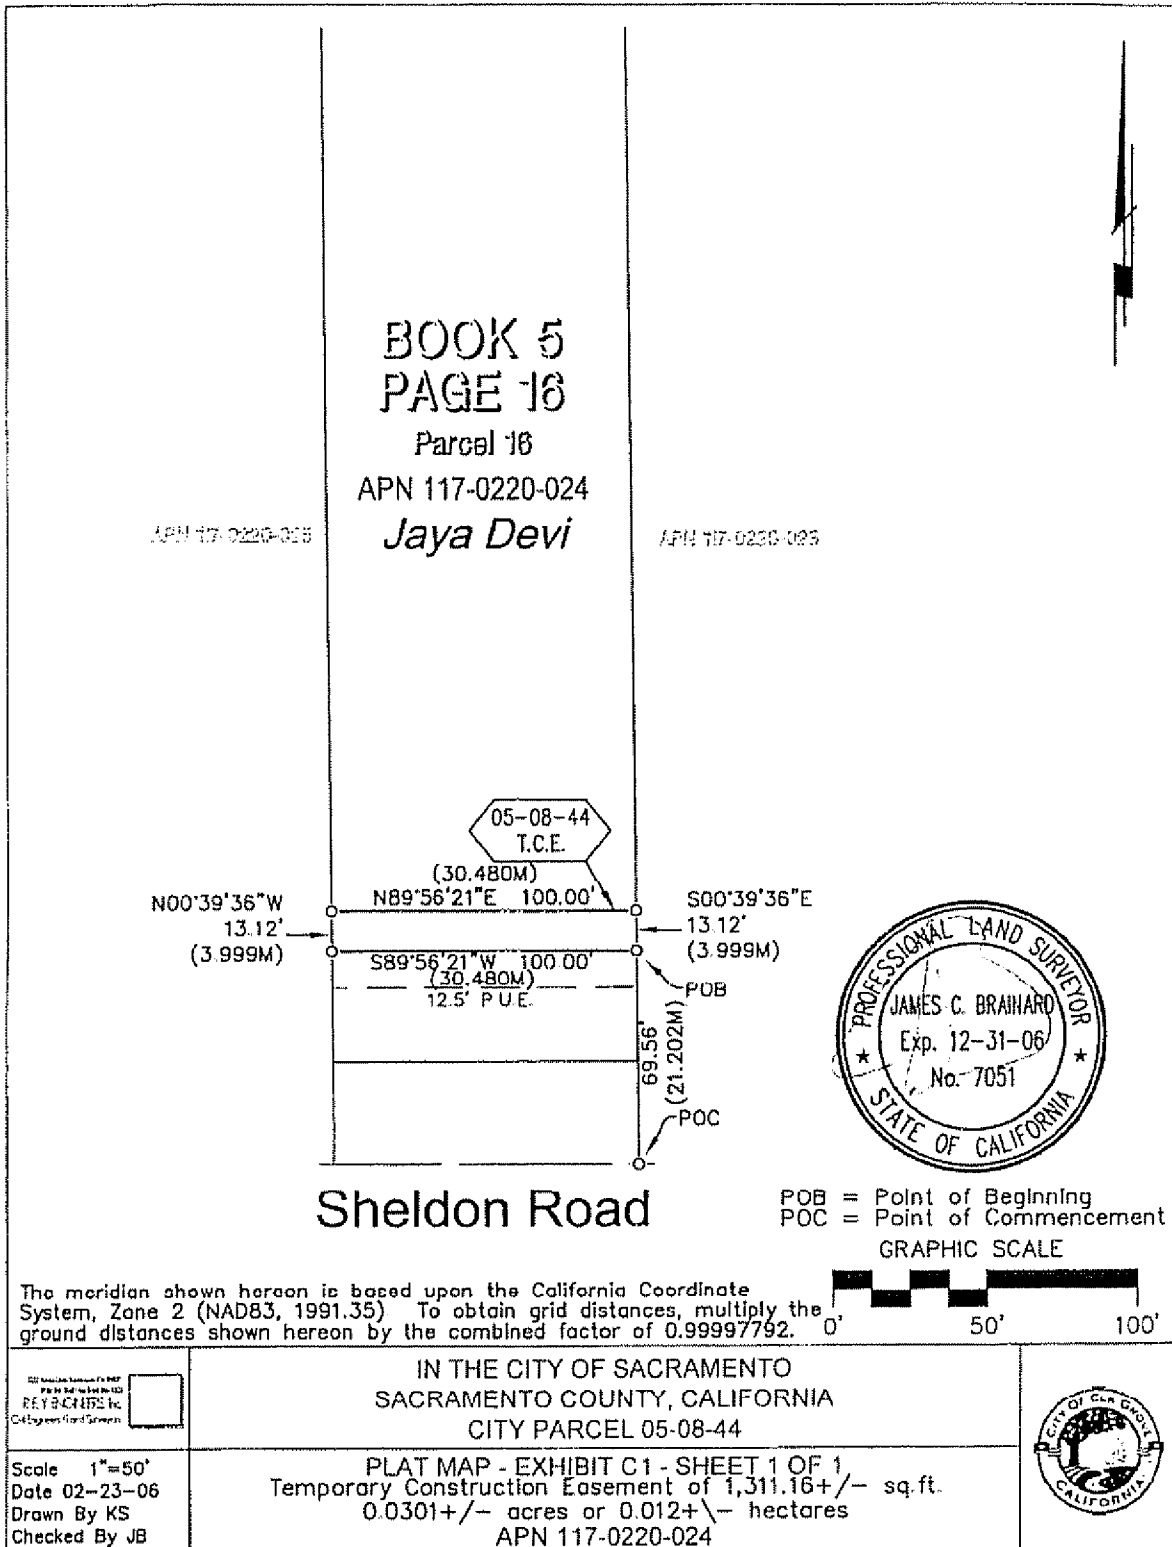 BOOK 5
PAGE 16
Parcel 16
APN 117-0220-024
Jaya Devi
05-08-44
T.C.E.
(30.480M)
N89°56'21"E 100.00'
N00°39'36"W
13.12'
(3.999M)
S00°39'36"E
13.12'
(3.999M)
S89°56'21"W 100.00'
(30.480M)
12.5' P.U.E.
POB
69.56'
(21.202M)
POC
Sheldon Road
PROFESSIONAL LAND SURVEYOR
JAMES C. BRAINARD
Exp. 12-31-06
No. 7051
STATE OF CALIFORNIA
POB = Point of Beginning
POC = Point of Commencement
GRAPHIC SCALE
0' 50' 100'
The meridian shown hereon is based upon the California Coordinate
System, Zone 2 (NAD83, 1991.35) To obtain grid distances, multiply the
ground distances shown hereon by the combined factor of 0.99997792.
IN THE CITY OF SACRAMENTO
SACRAMENTO COUNTY, CALIFORNIA
CITY PARCEL 05-08-44
CITY OF ELK GROVE
CALIFORNIA
Scale 1"=50'
Date 02-23-06
Drawn By KS
Checked By JB
PLAT MAP - EXHIBIT C1 - SHEET 1 OF 1
Temporary Construction Easement of 1,311.16+/- sq.ft.
0.0301+/- acres or 0.012+\- hectares
APN 117-0220-024